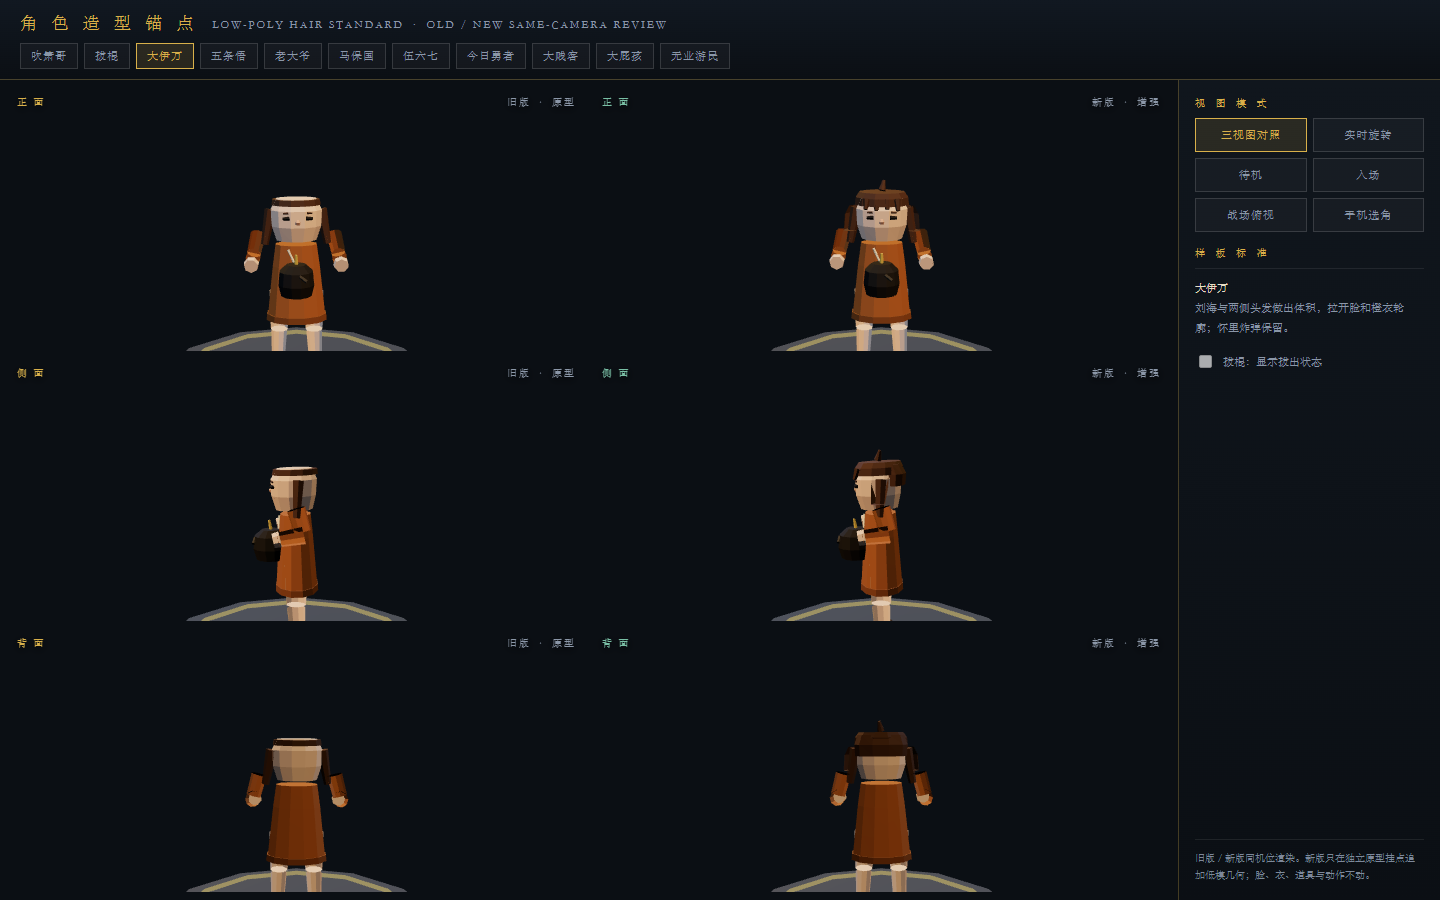 角色造型锚点 LOW-POLY HAIR STANDARD · OLD / NEW SAME-CAMERA REVIEW
吹箫哥 拔棍 大伊万 五条悟 老大爷 马保国 伍六七 今日勇者 大贱客 大屁孩 无业游民
正面 旧版 · 原型 正面 新版 · 增强
侧面 旧版 · 原型 侧面 新版 · 增强
背面 旧版 · 原型 背面 新版 · 增强
视图模式
三视图对照 实时旋转
待机 入场
战场俯视 手机选角
样板标准
大伊万
刘海与两侧头发做出体积，拉开脸和橙衣轮
廓；怀里炸弹保留。
拔棍：显示拔出状态
旧版 / 新版同机位渲染。新版只在独立原型挂点追
加低模几何；脸、衣、道具与动作不动。